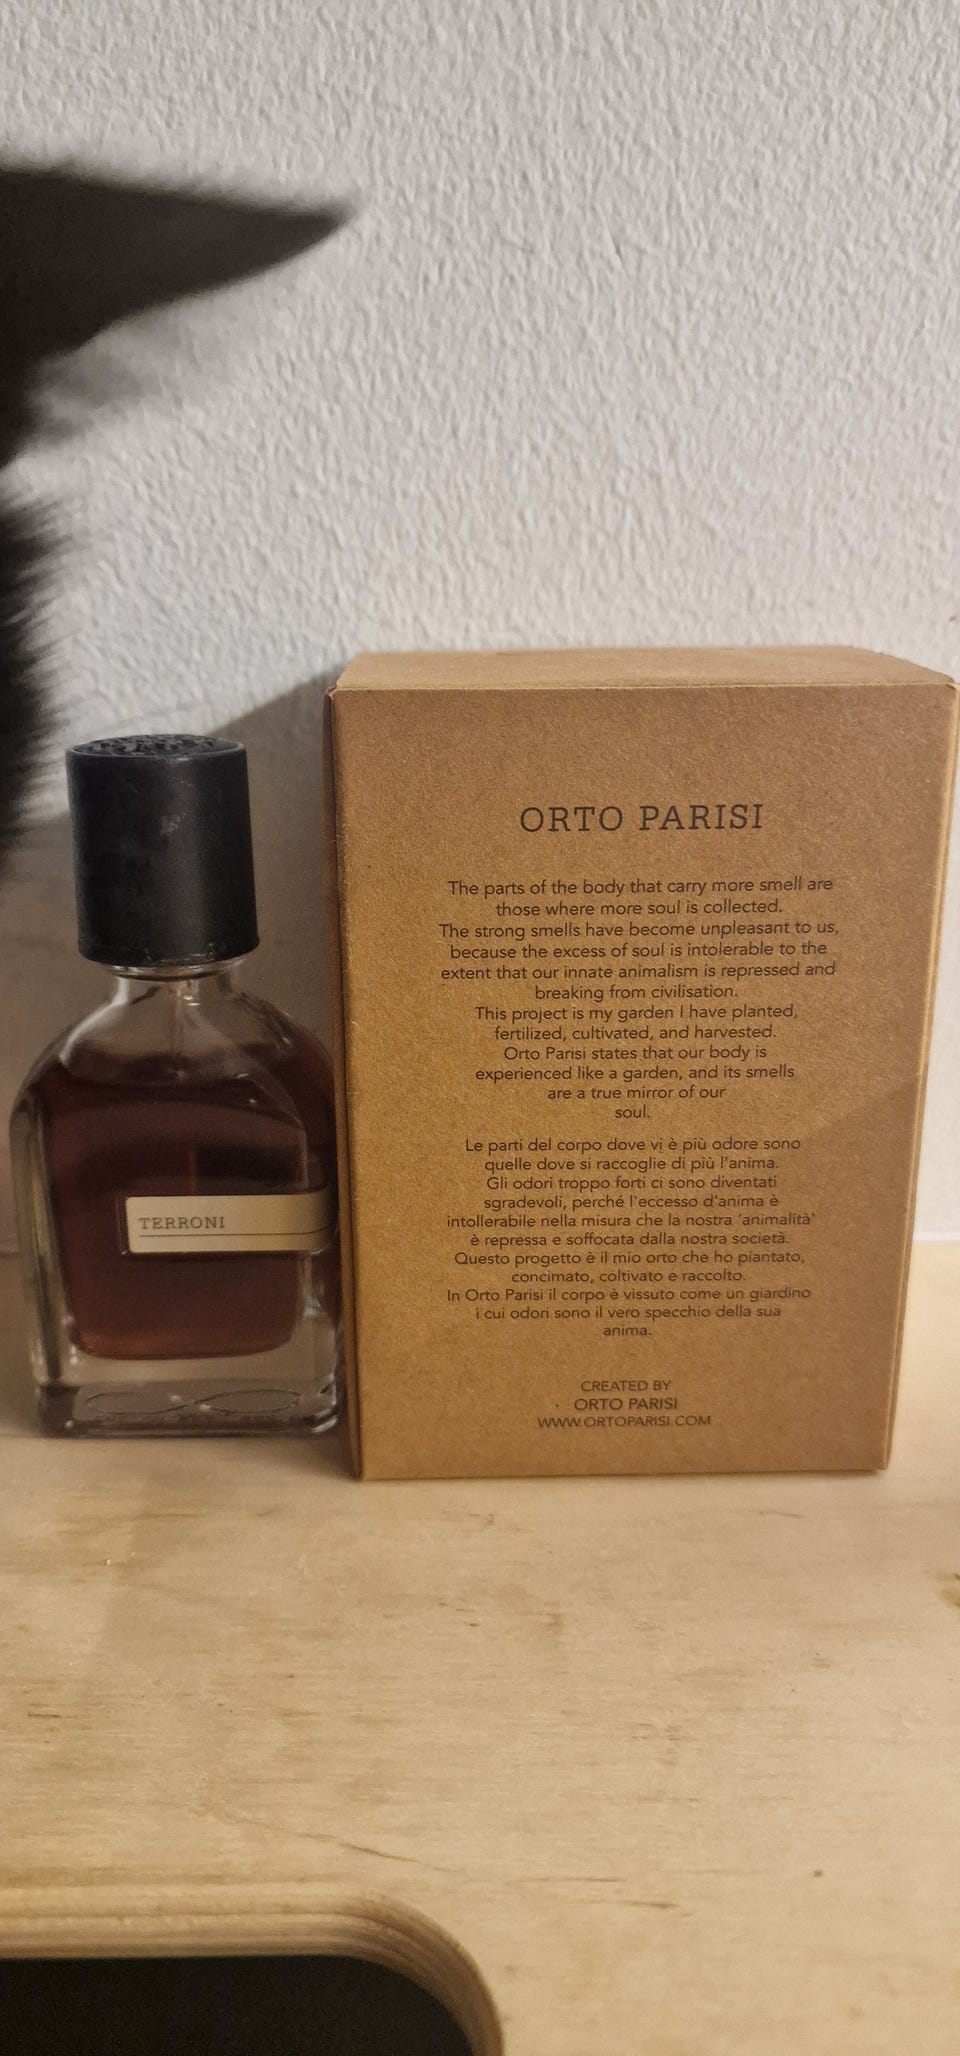 ORTO PARISI
The parts of the body that carry more smell are
those where more soul is collected.
The strong smells have become unpleasant to us,
because the excess of soul is intolerable to the
extent that our innate animalism is repressed and
breaking from civilisation.
This project is my garden I have planted,
fertilized, cultivated, and harvested.
Orto Parisi states that our body is
experienced like a garden, and its smells
are a true mirror of our
soul.
Le parti del corpo dove vi è più odore sono
quelle dove si raccoglie di più l'anima.
Gli odori troppo forti ci sono diventati
sgradevoli, perché l'eccesso d'anima è
intollerabile nella misura che la nostra 'animalità'
è repressa e soffocata dalla nostra società.
Questo progetto è il mio orto che ho piantato,
concimato, coltivato e raccolto.
In Orto Parisi il corpo è vissuto come un giardino
i cui odori sono il vero specchio della sua
anima.
CREATED BY
ORTO PARISI
WWW.ORTOPARISI.COM
TERRONI